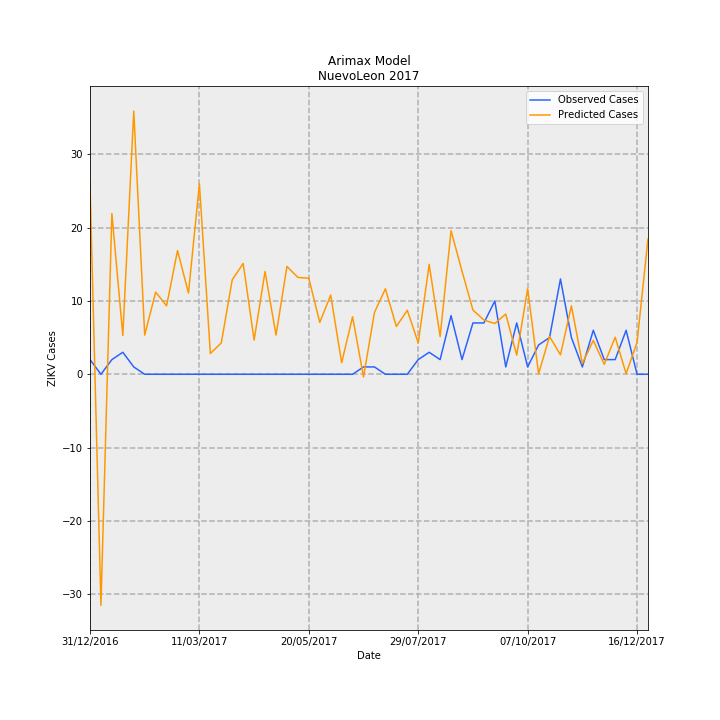 Arimax Model
NuevoLeon 2017
Observed Cases
Predicted Cases
ZIKV Cases
30
20
10
0
−10
−20
−30
31/12/2016
11/03/2017
20/05/2017
29/07/2017
07/10/2017
16/12/2017
Date